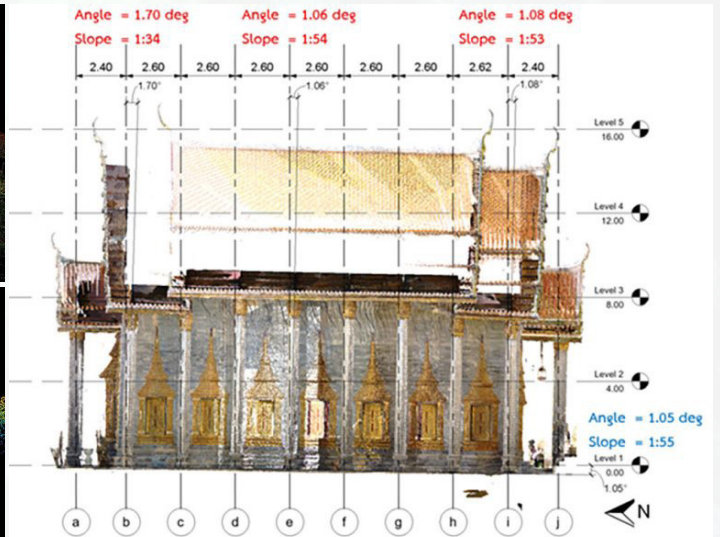 Angle = 1.70 deg
Slope = 1:34
Angle = 1.06 deg
Slope = 1:54
Angle = 1.08 deg
Slope = 1:53
2.40 2.60 2.60 2.60 2.60 2.60 2.62 2.40
1.70° 1.06° 1.08°
Level 5
16.00
Level 4
12.00
Level 3
8.00
Level 2
4.00
Angle = 1.05 deg
Slope = 1:55
Level 1
0.00
1.05°
a b c d e f g h i j
N